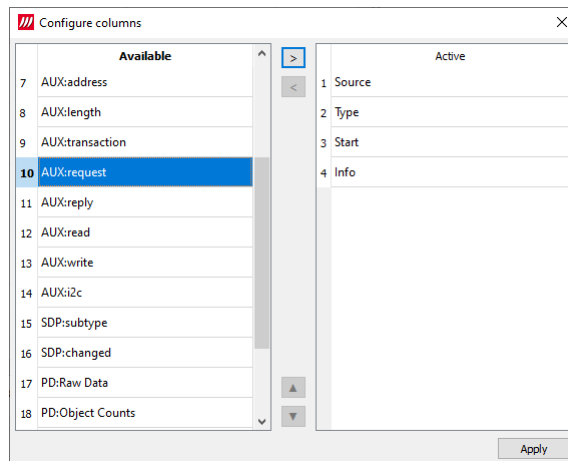 Configure columns
Available
7 AUX:address
8 AUX:length
9 AUX:transaction
10 AUX:request
11 AUX:reply
12 AUX:read
13 AUX:write
14 AUX:i2c
15 SDP:subtype
16 SDP:changed
17 PD:Raw Data
18 PD:Object Counts
>
<
▲
▼
Active
1 Source
2 Type
3 Start
4 Info
Apply